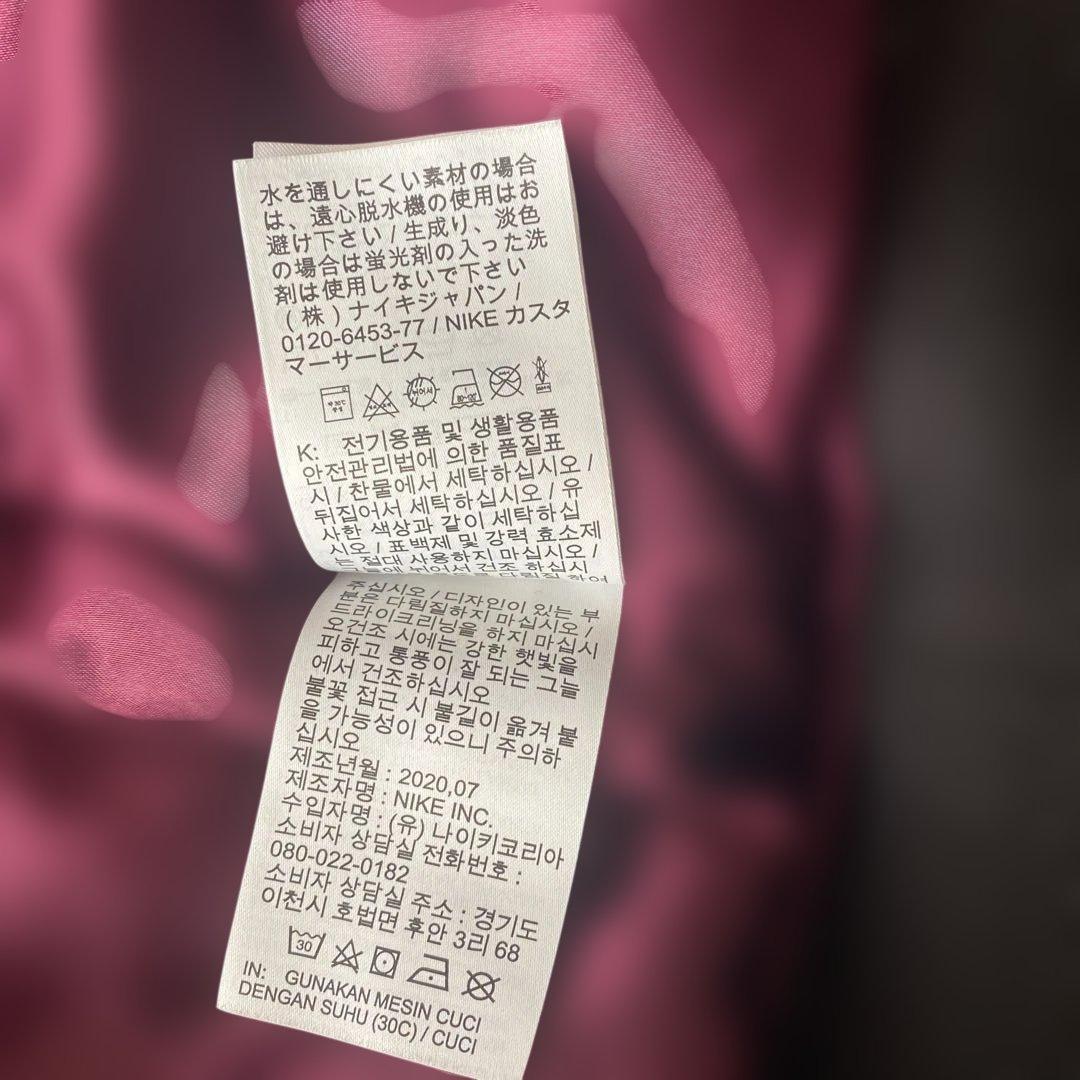 水を通しにくい素材の場合
は、遠心脱水機の使用はお
避け下さい / 生成り、淡色
の場合は蛍光剤の入った洗
剤は使用しないで下さい
(株)ナイキジャパン /
0120-6453-77 / NIKE カスタ
マーサービス
K: 전기용품 및 생활용품
안전관리법에 의한 품질표
시 / 찬물에서 세탁하십시오 /
뒤집어서 세탁하십시오 / 유
사한 색상과 같이 세탁하십
시오 / 표백제 및 강력 효소제
는 절대 사용하지 마십시오 /
건조 하십시
주십시오 / 디자인이 있는 부
분은 다림질하지 마십시오 /
드라이크리닝을 하지 마십시
오건조 시에는 강한 햇빛을
피하고 통풍이 잘 되는 그늘
에서 건조하십시오
불꽃 접근 시 불길이 옮겨 붙
을 가능성이 있으니 주의하
십시오
제조년월 : 2020,07
제조자명 : NIKE INC.
수입자명 : (유) 나이키코리아
소비자 상담실 전화번호 :
080-022-0182
소비자 상담실 주소 : 경기도
이천시 호법면 후안 3리 68
30
IN: GUNAKAN MESIN CUCI
DENGAN SUHU (30C) / CUCI